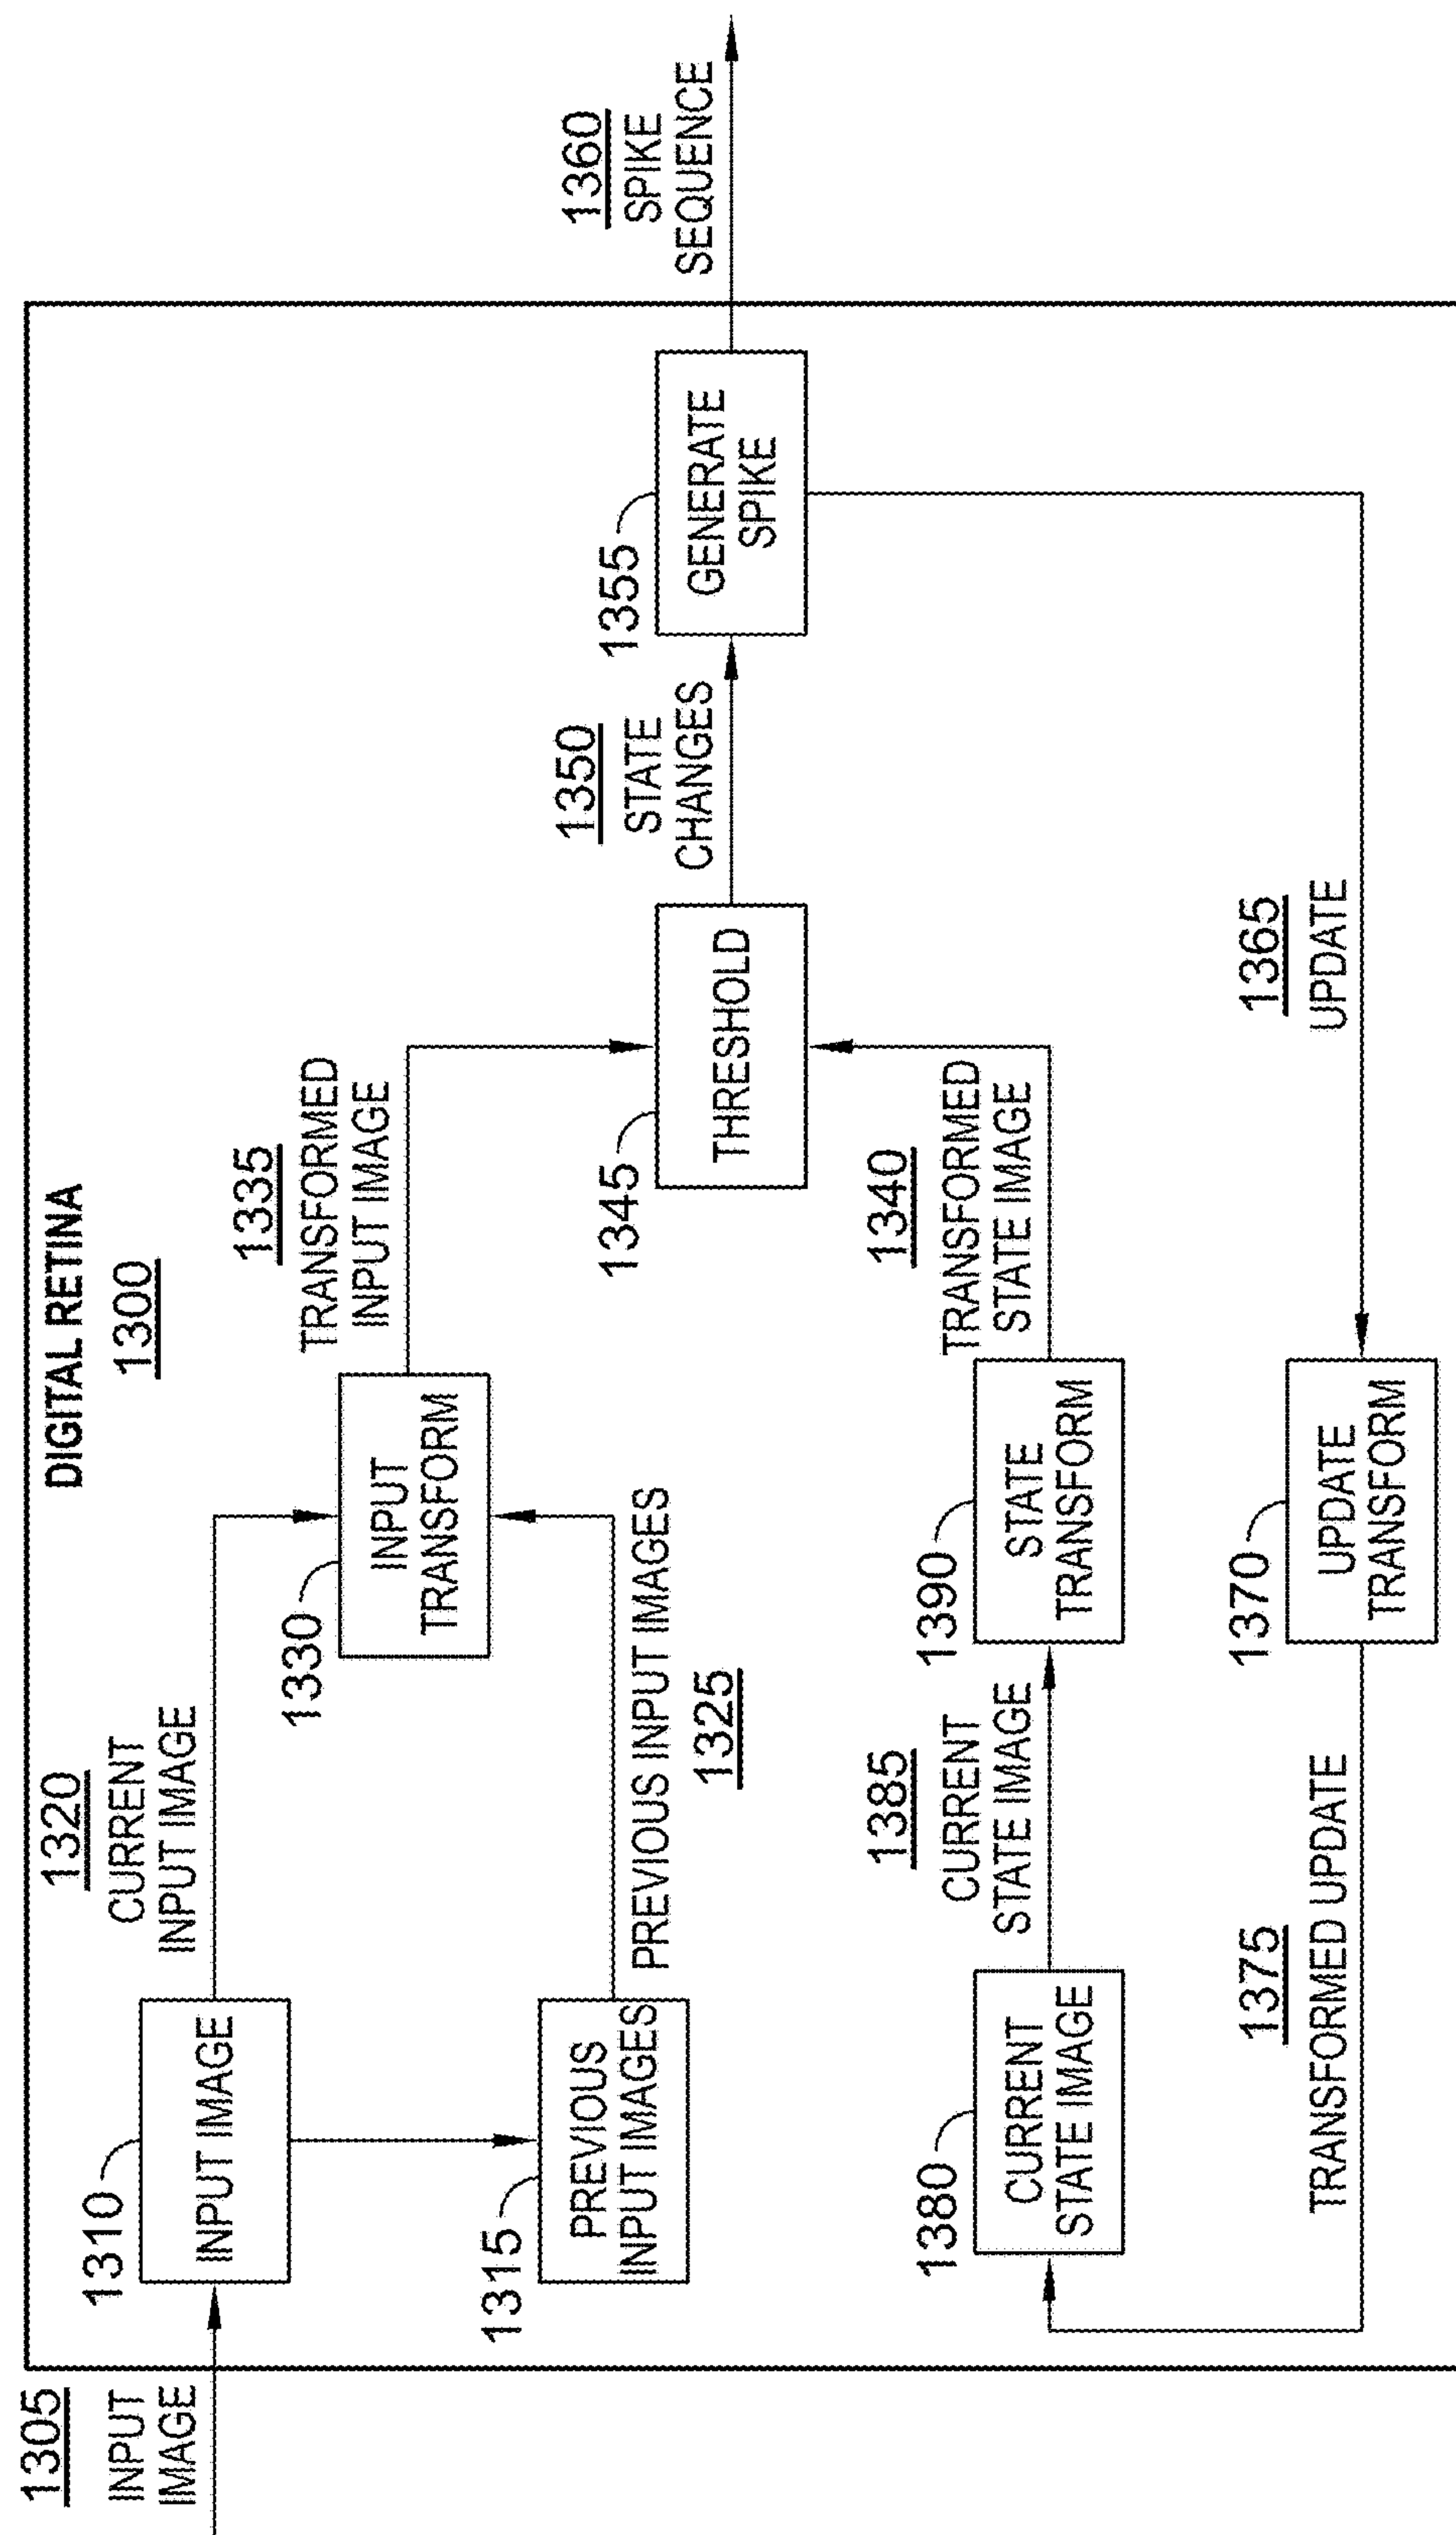 DIGITAL RETINA
1300
1305
INPUT
IMAGE
1310
INPUT IMAGE
1320
CURRENT
INPUT IMAGE
1315
PREVIOUS
INPUT IMAGES
PREVIOUS INPUT IMAGES
1325
1330
INPUT
TRANSFORM
1335
TRANSFORMED
INPUT IMAGE
1345
THRESHOLD
1350
STATE
CHANGES
1355
GENERATE
SPIKE
1360
SPIKE
SEQUENCE
1380
CURRENT
STATE IMAGE
1385
CURRENT
STATE IMAGE
1390
STATE
TRANSFORM
1340
TRANSFORMED
STATE IMAGE
1375
TRANSFORMED UPDATE
1370
UPDATE
TRANSFORM
1365
UPDATE